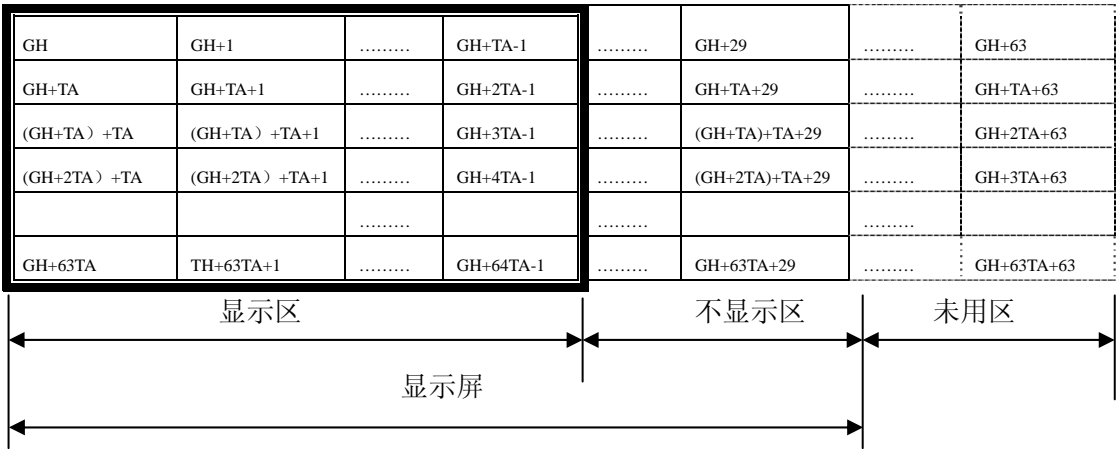 GH GH+1 ……… GH+TA-1 ……… GH+29 ……… GH+63
GH+TA GH+TA+1 ……… GH+2TA-1 ……… GH+TA+29 ……… GH+TA+63
(GH+TA）+TA (GH+TA）+TA+1 ……… GH+3TA-1 ……… (GH+TA)+TA+29 ……… GH+2TA+63
(GH+2TA）+TA (GH+2TA）+TA+1 ……… GH+4TA-1 ……… (GH+2TA)+TA+29 ……… GH+3TA+63
……… ……… ………
GH+63TA TH+63TA+1 ……… GH+64TA-1 ……… GH+63TA+29 ……… GH+63TA+63
显示区 不显示区 未用区
显示屏